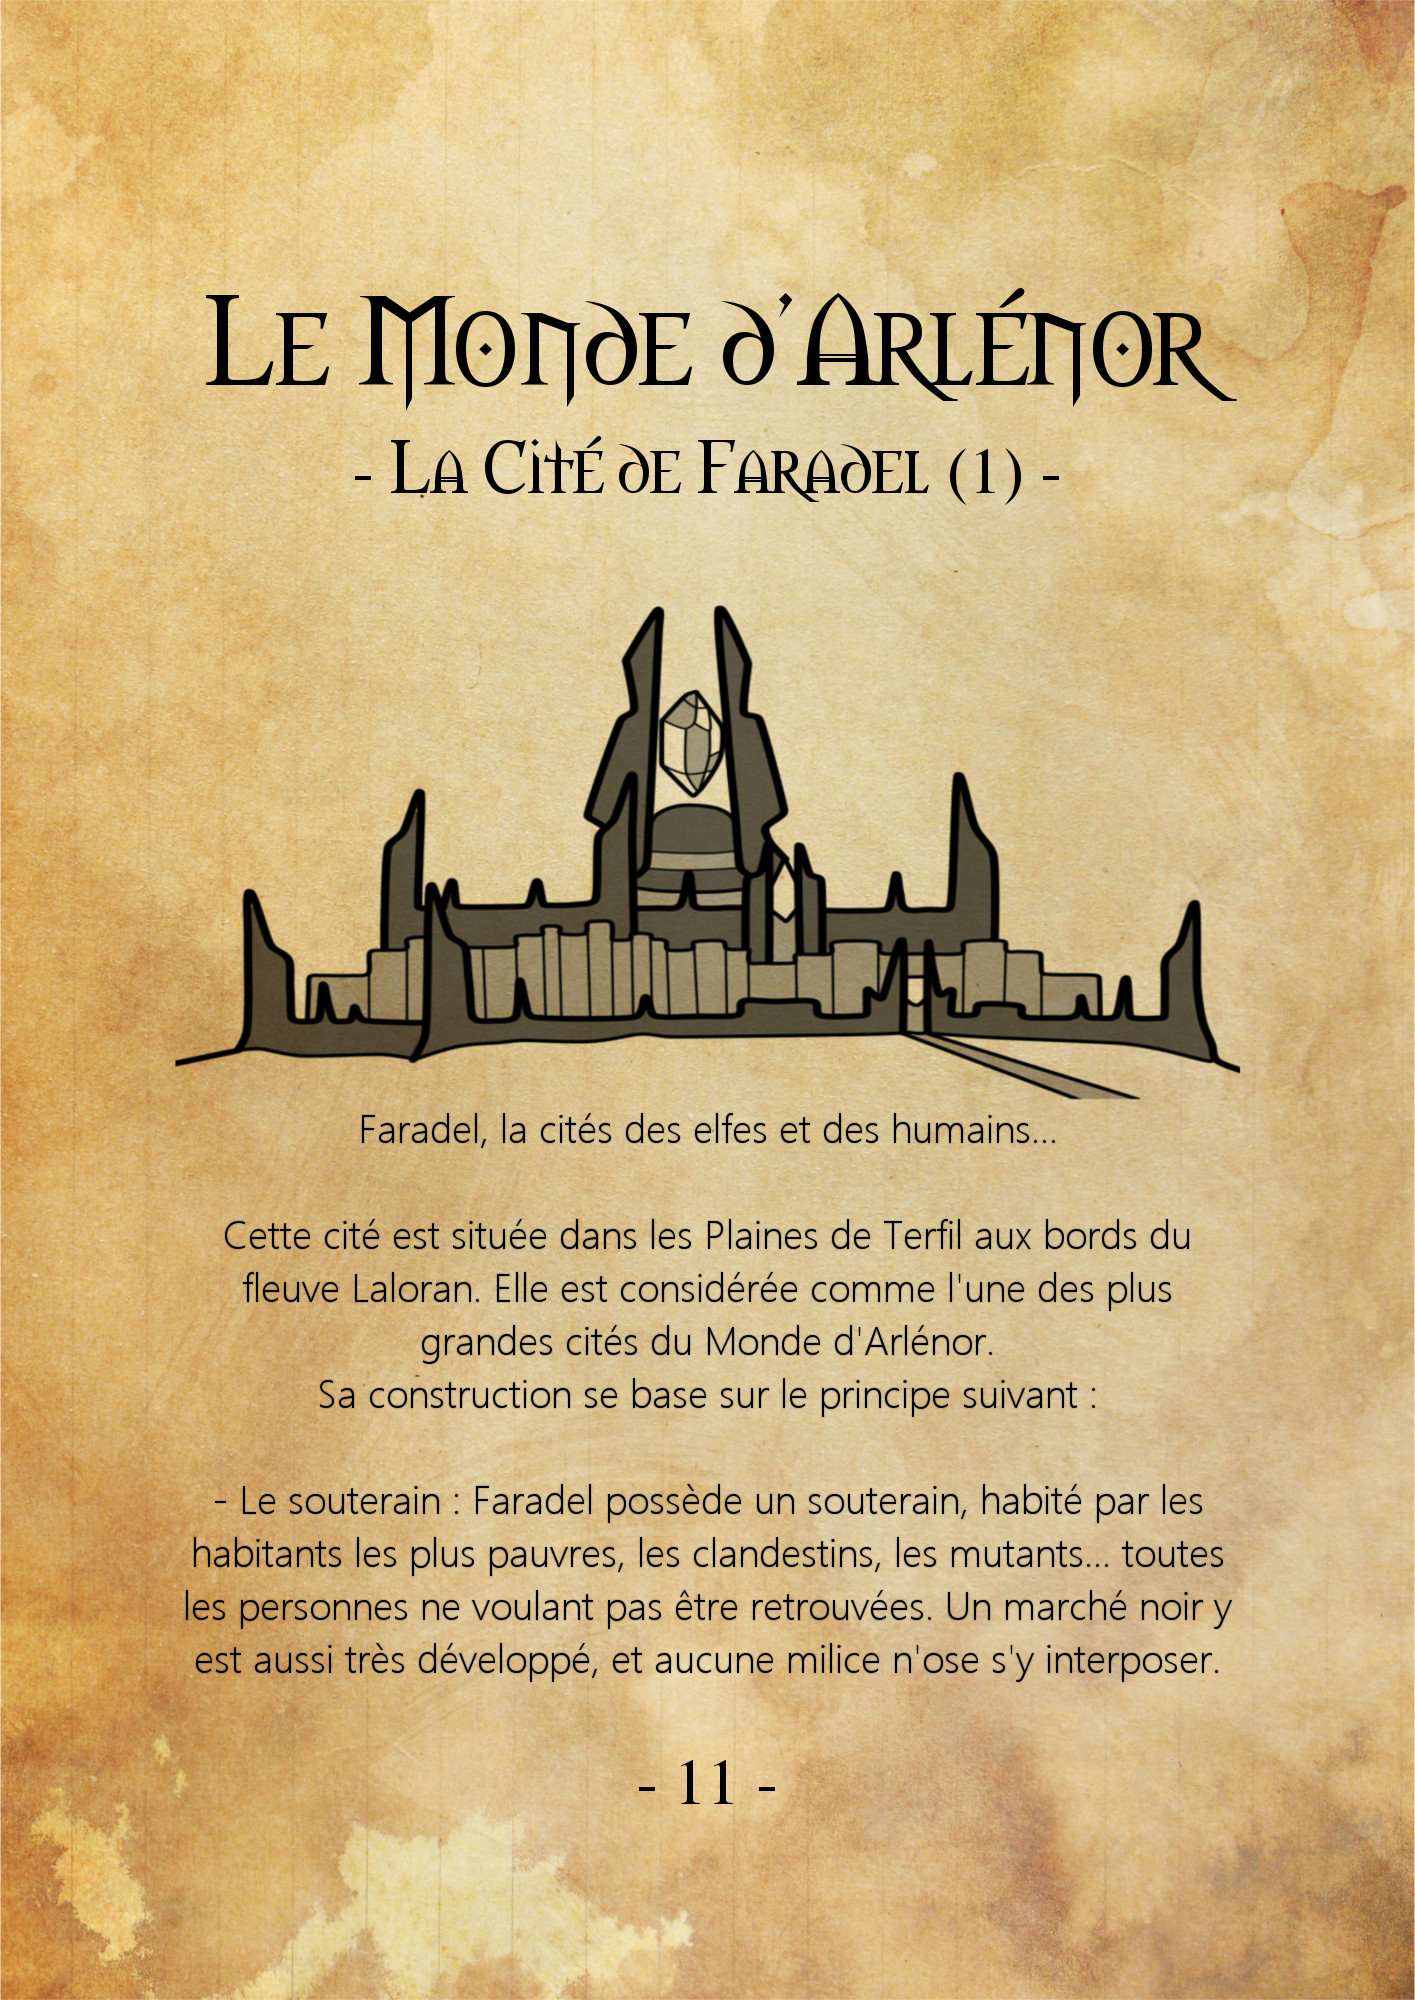 Le Monde d'Arlénor
- La Cité de Faradel (1) -
Faradel, la cités des elfes et des humains...
Cette cité est située dans les Plaines de Terfil aux bords du
fleuve Laloran. Elle est considérée comme l'une des plus
grandes cités du Monde d'Arlénor.
Sa construction se base sur le principe suivant :
- Le souterain : Faradel possède un souterain, habité par les
habitants les plus pauvres, les clandestins, les mutants... toutes
les personnes ne voulant pas être retrouvées. Un marché noir y
est aussi très développé, et aucune milice n'ose s'y interposer.
- 11 -